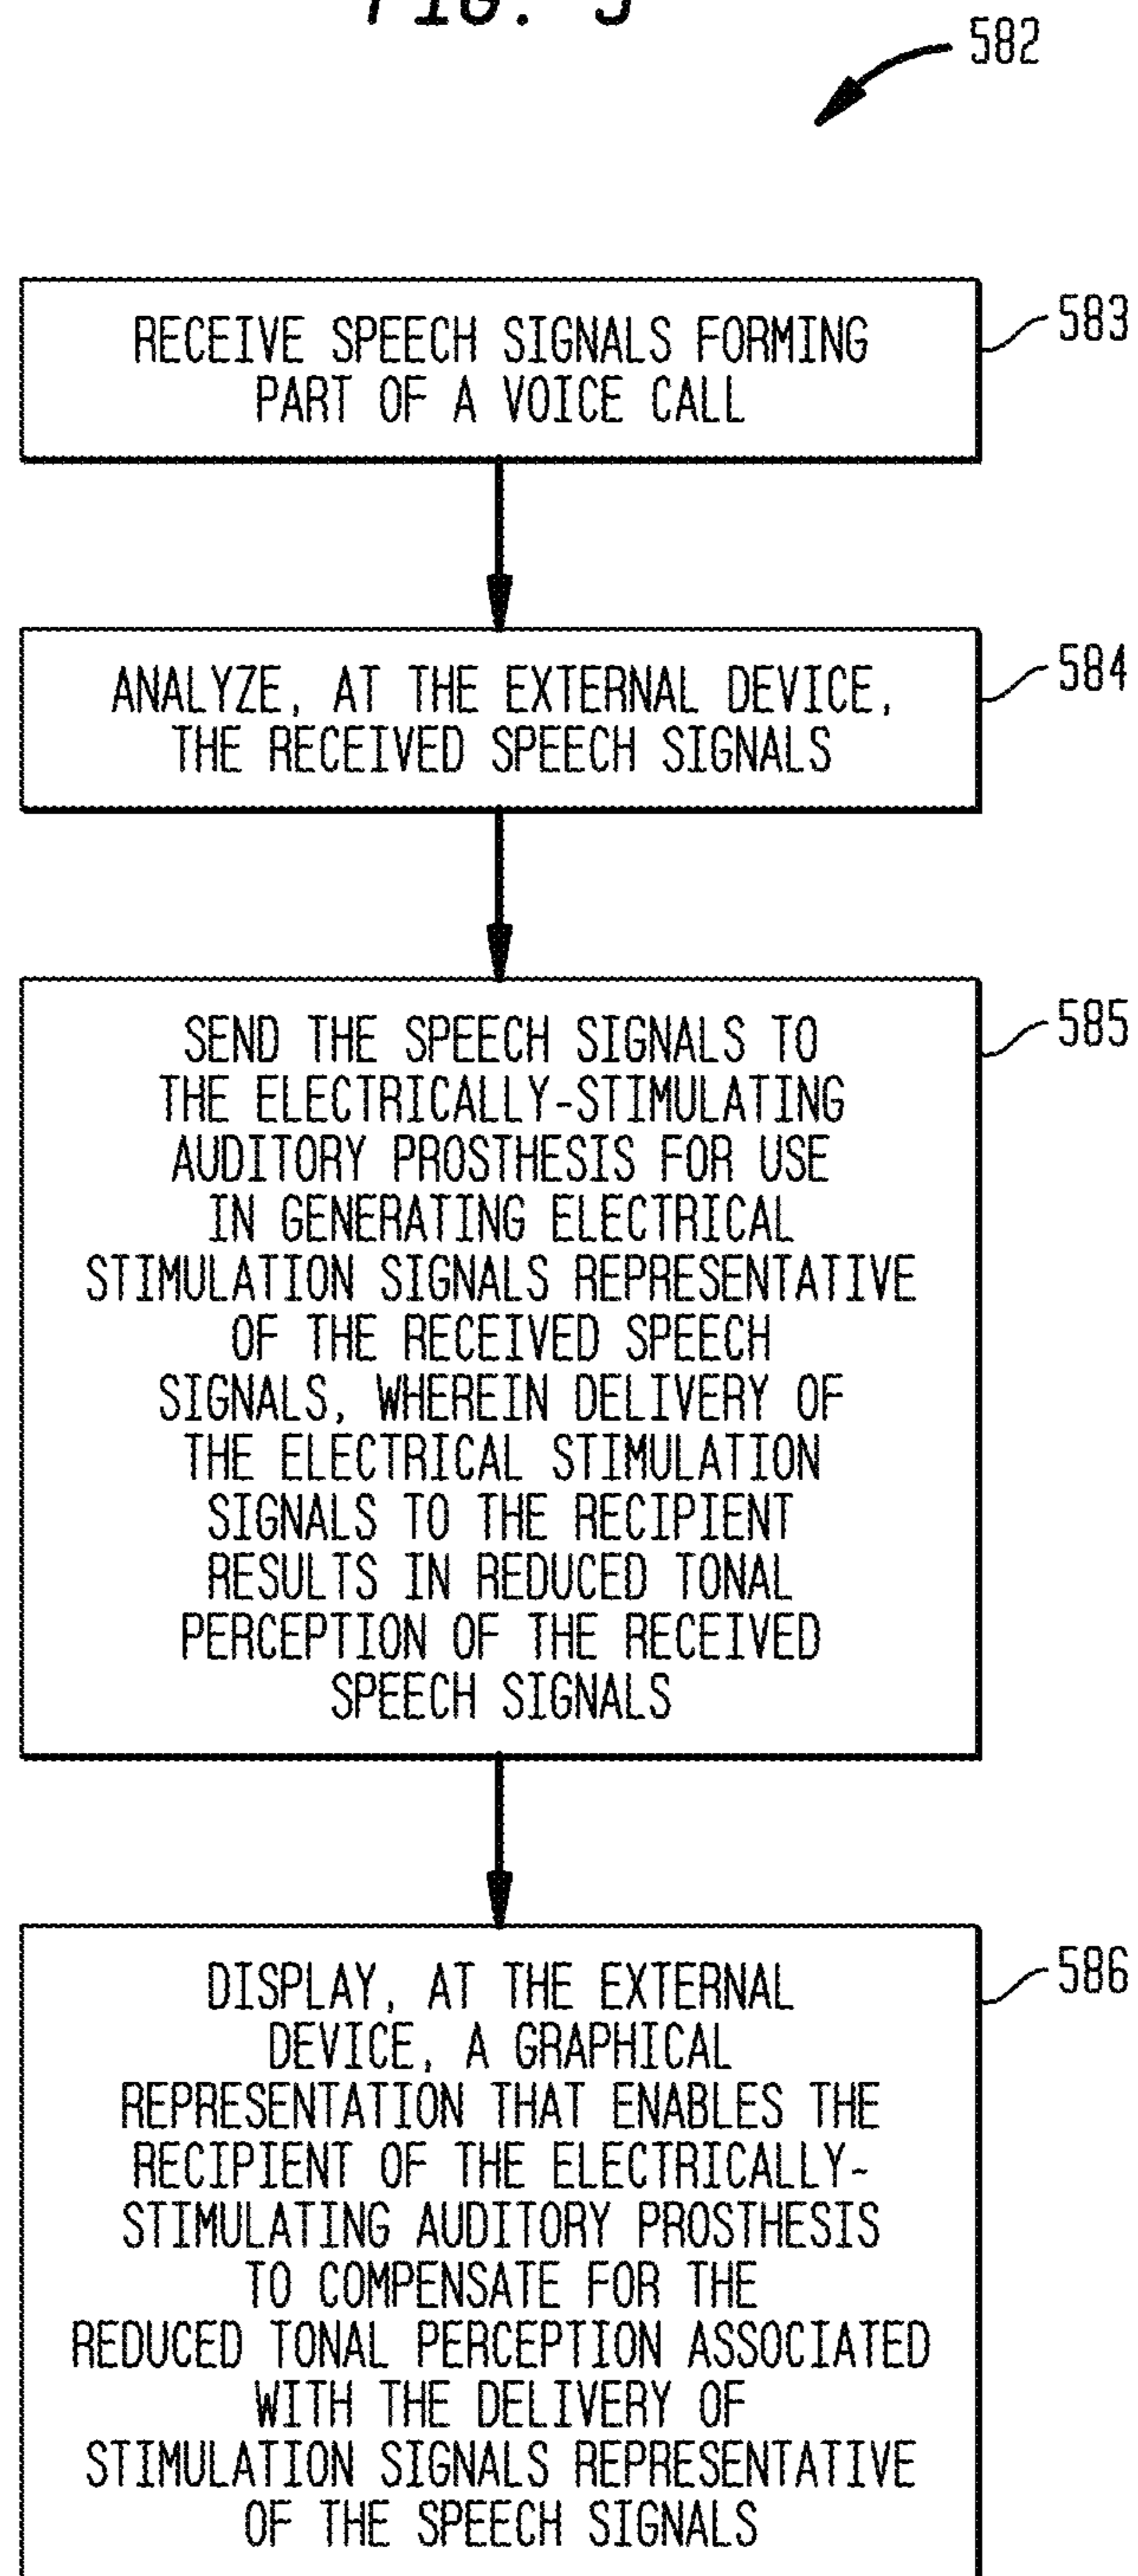 FIG. 5
582
RECEIVE SPEECH SIGNALS FORMING
PART OF A VOICE CALL
583
ANALYZE, AT THE EXTERNAL DEVICE,
THE RECEIVED SPEECH SIGNALS
584
SEND THE SPEECH SIGNALS TO
THE ELECTRICALLY-STIMULATING
AUDITORY PROSTHESIS FOR USE
IN GENERATING ELECTRICAL
STIMULATION SIGNALS REPRESENTATIVE
OF THE RECEIVED SPEECH
SIGNALS, WHEREIN DELIVERY OF
THE ELECTRICAL STIMULATION
SIGNALS TO THE RECIPIENT
RESULTS IN REDUCED TONAL
PERCEPTION OF THE RECEIVED
SPEECH SIGNALS
585
DISPLAY, AT THE EXTERNAL
DEVICE, A GRAPHICAL
REPRESENTATION THAT ENABLES THE
RECIPIENT OF THE ELECTRICALLY-
STIMULATING AUDITORY PROSTHESIS
TO COMPENSATE FOR THE
REDUCED TONAL PERCEPTION ASSOCIATED
WITH THE DELIVERY OF
STIMULATION SIGNALS REPRESENTATIVE
OF THE SPEECH SIGNALS
586